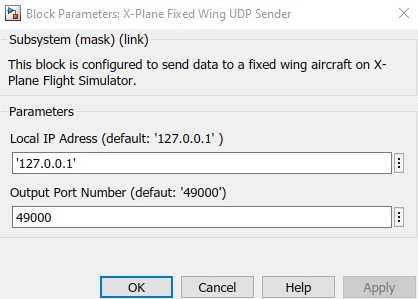 Block Parameters: X-Plane Fixed Wing UDP Sender
Subsystem (mask) (link)
This block is configured to send data to a fixed wing aircraft on X-
Plane Flight Simulator.
Parameters
Local IP Adress (default: '127.0.0.1' )
'127.0.0.1'
Output Port Number (defaut: '49000')
49000
OK Cancel Help Apply